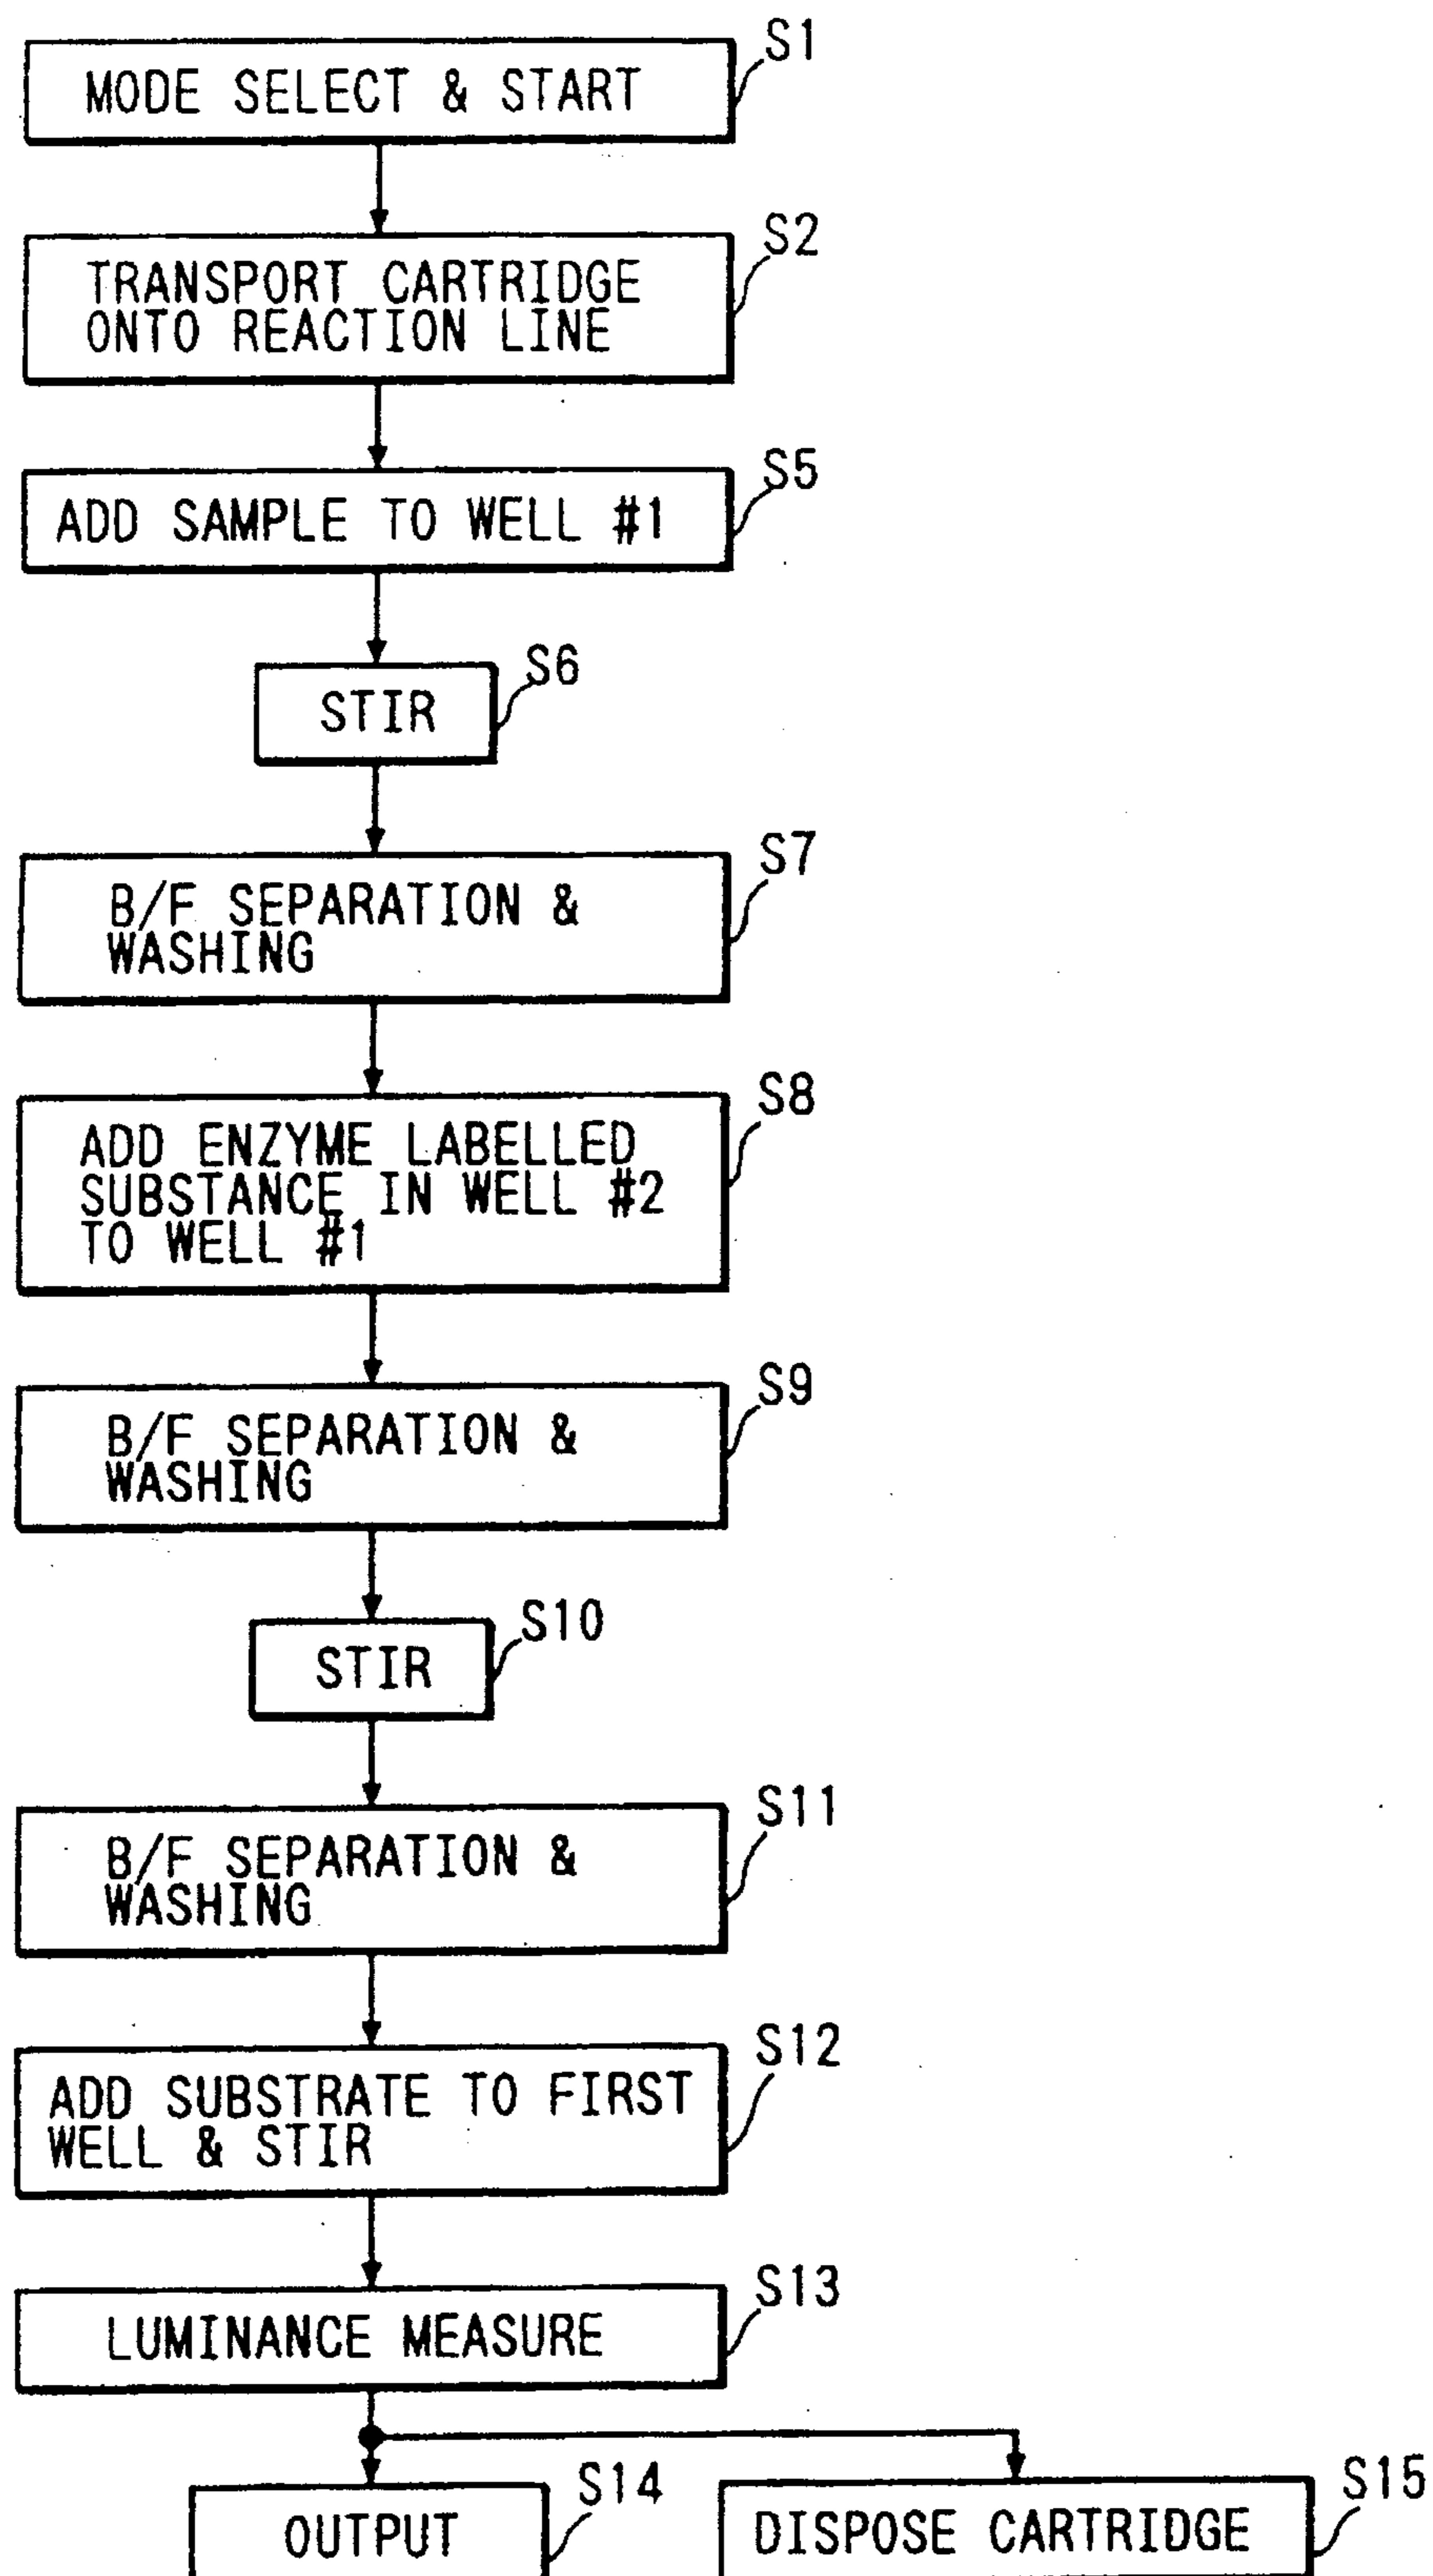 S1
MODE SELECT & START
S2
TRANSPORT CARTRIDGE
ONTO REACTION LINE
S5
ADD SAMPLE TO WELL #1
S6
STIR
S7
B/F SEPARATION &
WASHING
S8
ADD ENZYME LABELLED
SUBSTANCE IN WELL #2
TO WELL #1
S9
B/F SEPARATION &
WASHING
S10
STIR
S11
B/F SEPARATION &
WASHING
S12
ADD SUBSTRATE TO FIRST
WELL & STIR
S13
LUMINANCE MEASURE
S14
OUTPUT
S15
DISPOSE CARTRIDGE